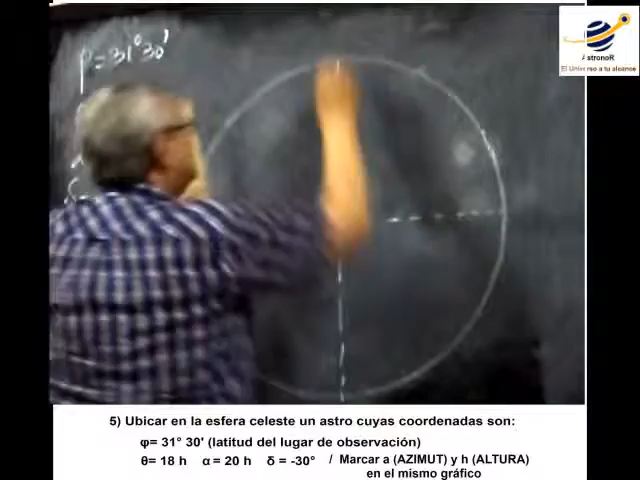 φ=31°30'
AstronoR
El Universo a tu alcance
5) Ubicar en la esfera celeste un astro cuyas coordenadas son:
φ= 31° 30' (latitud del lugar de observación)
θ= 18 h α = 20 h δ = -30° / Marcar a (AZIMUT) y h (ALTURA)
en el mismo gráfico